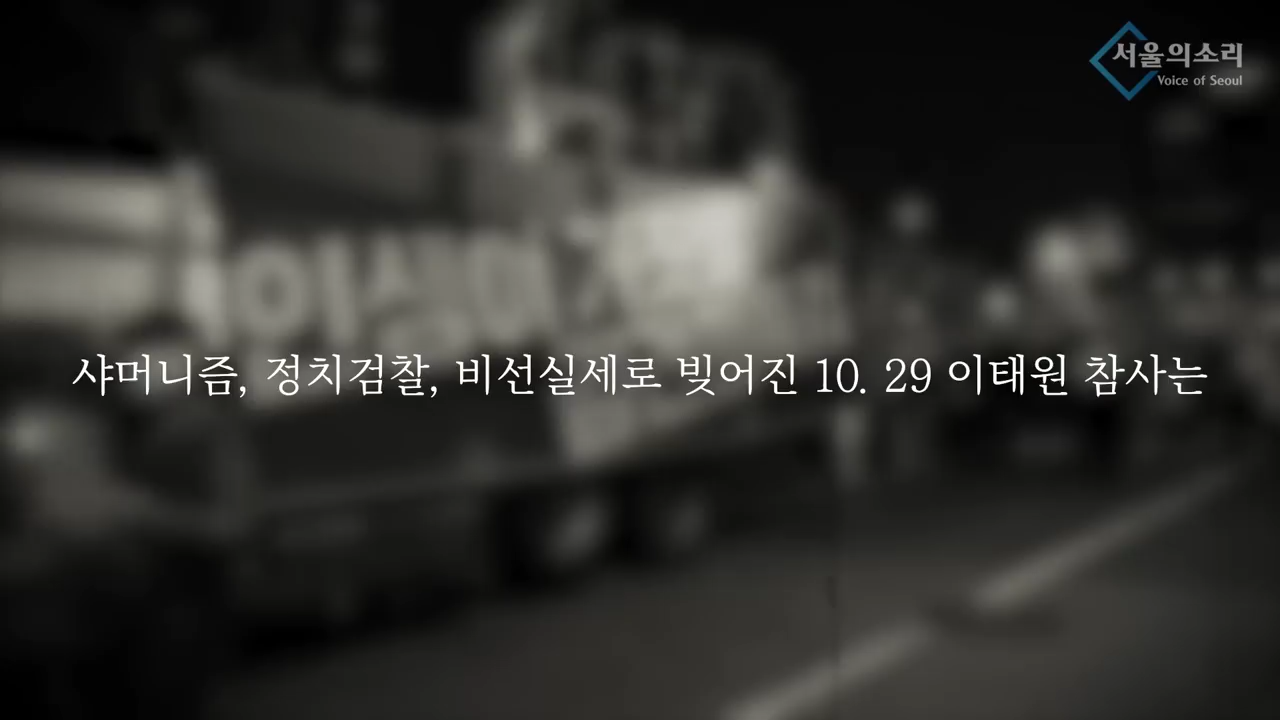 서울의소리
Voice of Seoul
샤머니즘, 정치검찰, 비선실세로 빚어진 10. 29 이태원 참사는